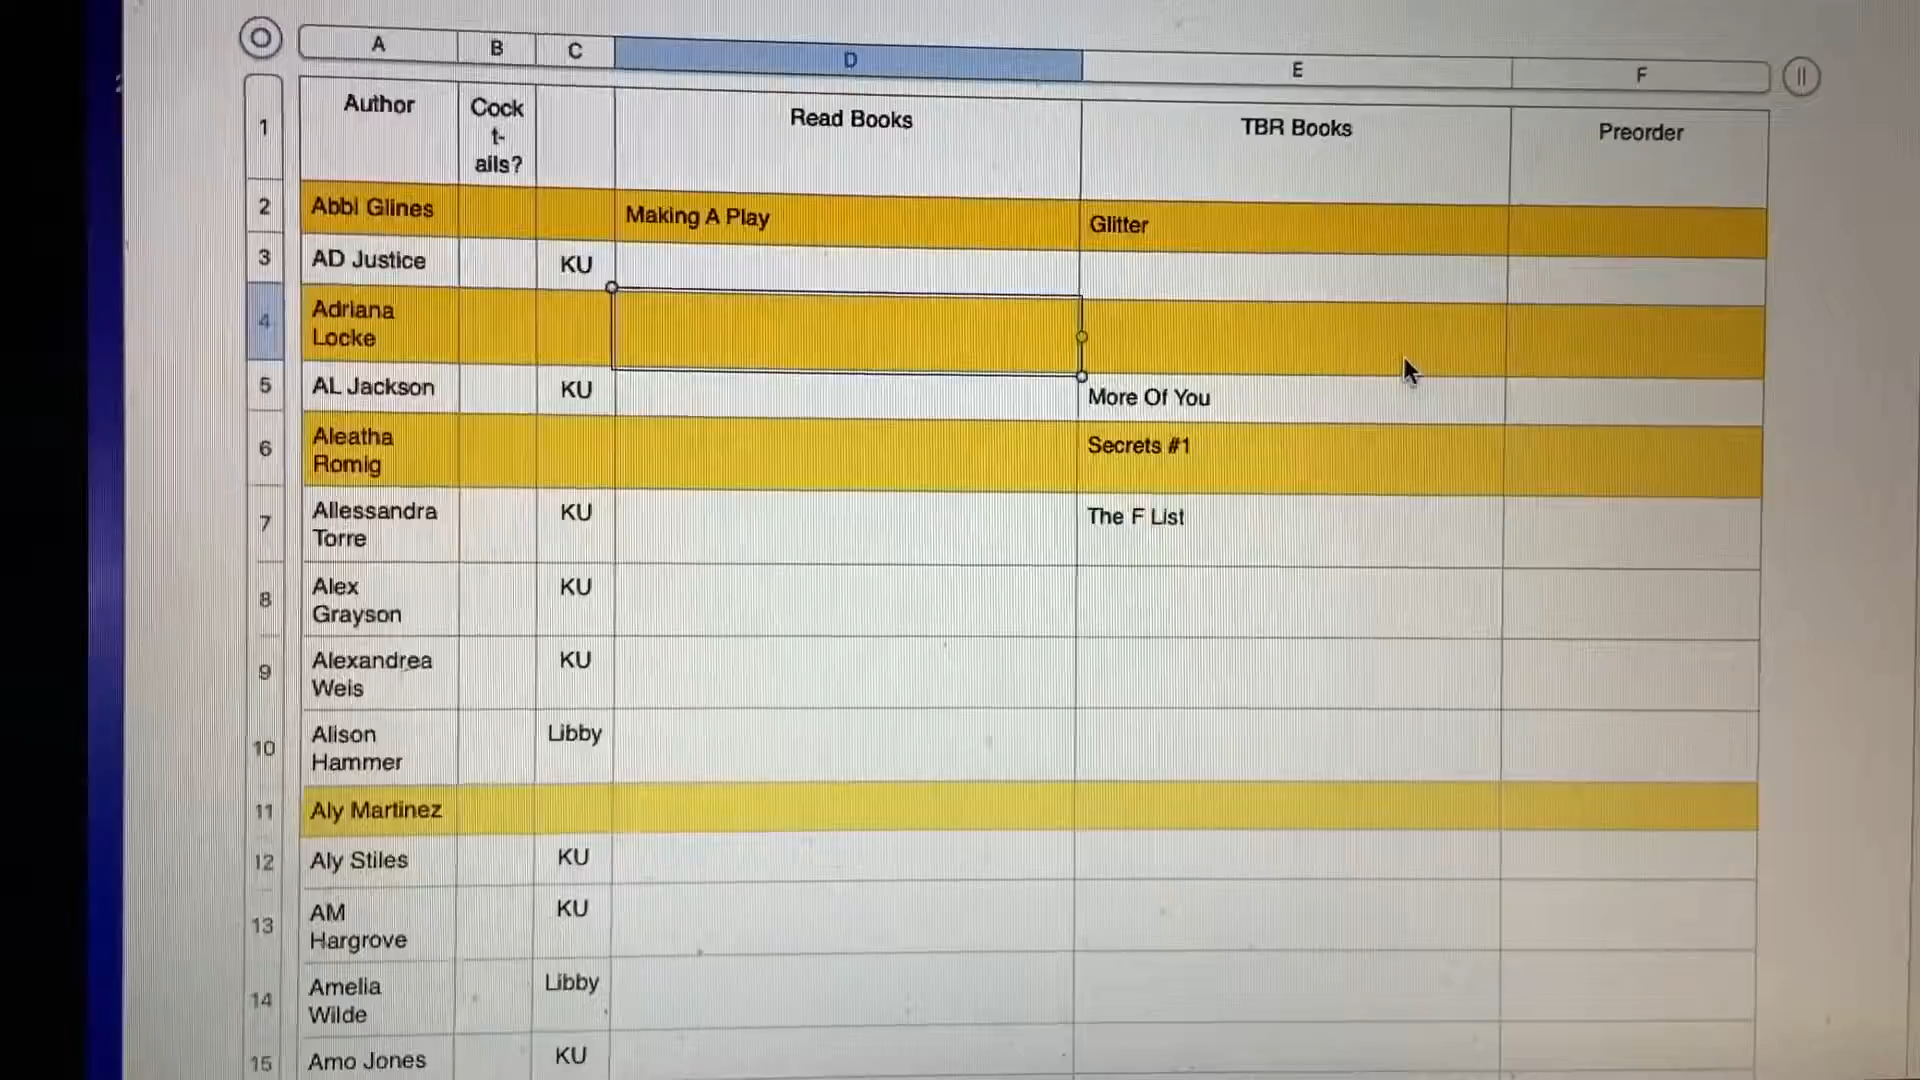 A B C D E F
1 Author Cock Read Books TBR Books Preorder
t-
ails?
2 Abbi Glines Making A Play Glitter
3 AD Justice KU
4 Adriana
Locke
5 AL Jackson KU More Of You
6 Aleatha Secrets #1
Romig
7 Allessandra KU The F List
Torre
8 Alex KU
Grayson
9 Alexandrea KU
Weis
10 Alison Libby
Hammer
11 Aly Martinez
12 Aly Stiles KU
13 AM KU
Hargrove
14 Amelia Libby
Wilde
15 Amo Jones KU